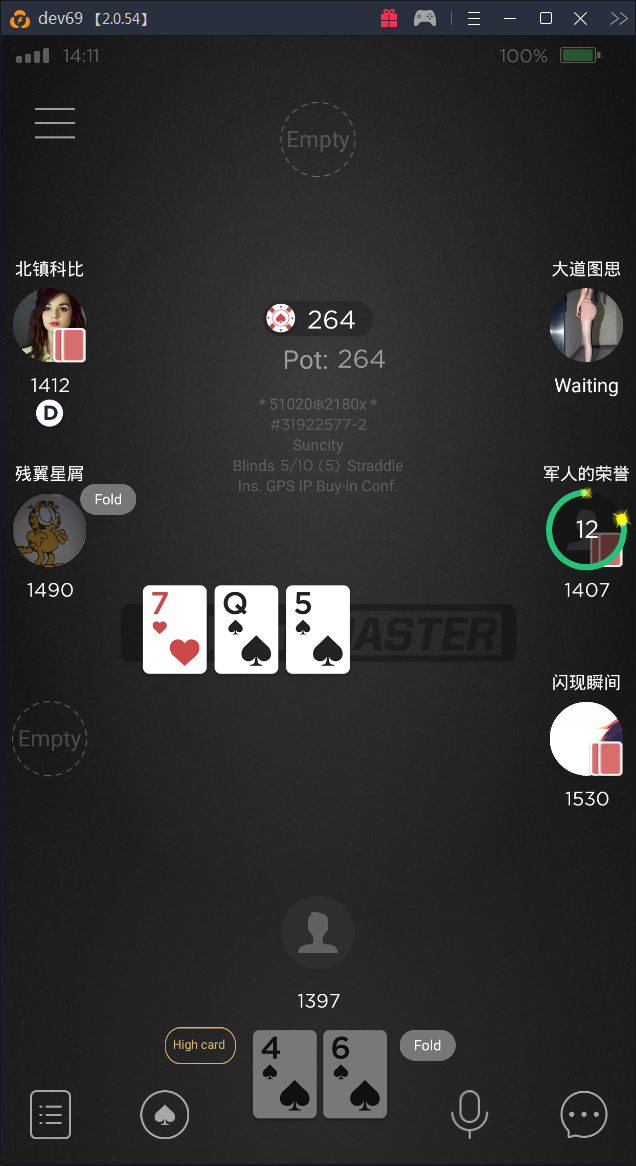 dev69 【2.0.54】
14:11
100%
Empty
北镇科比
大道图思
264
1412
Pot: 264
Waiting
D
* 51020❄2180x *
#31922577-2
Suncity
Blinds 5/10 (5) Straddle
Ins. GPS IP Buy-in Conf.
残翼星屑
Fold
军人的荣誉
12
1490
1407
7
Q
5
MASTER
闪现瞬间
Empty
1530
1397
High card
4
6
Fold